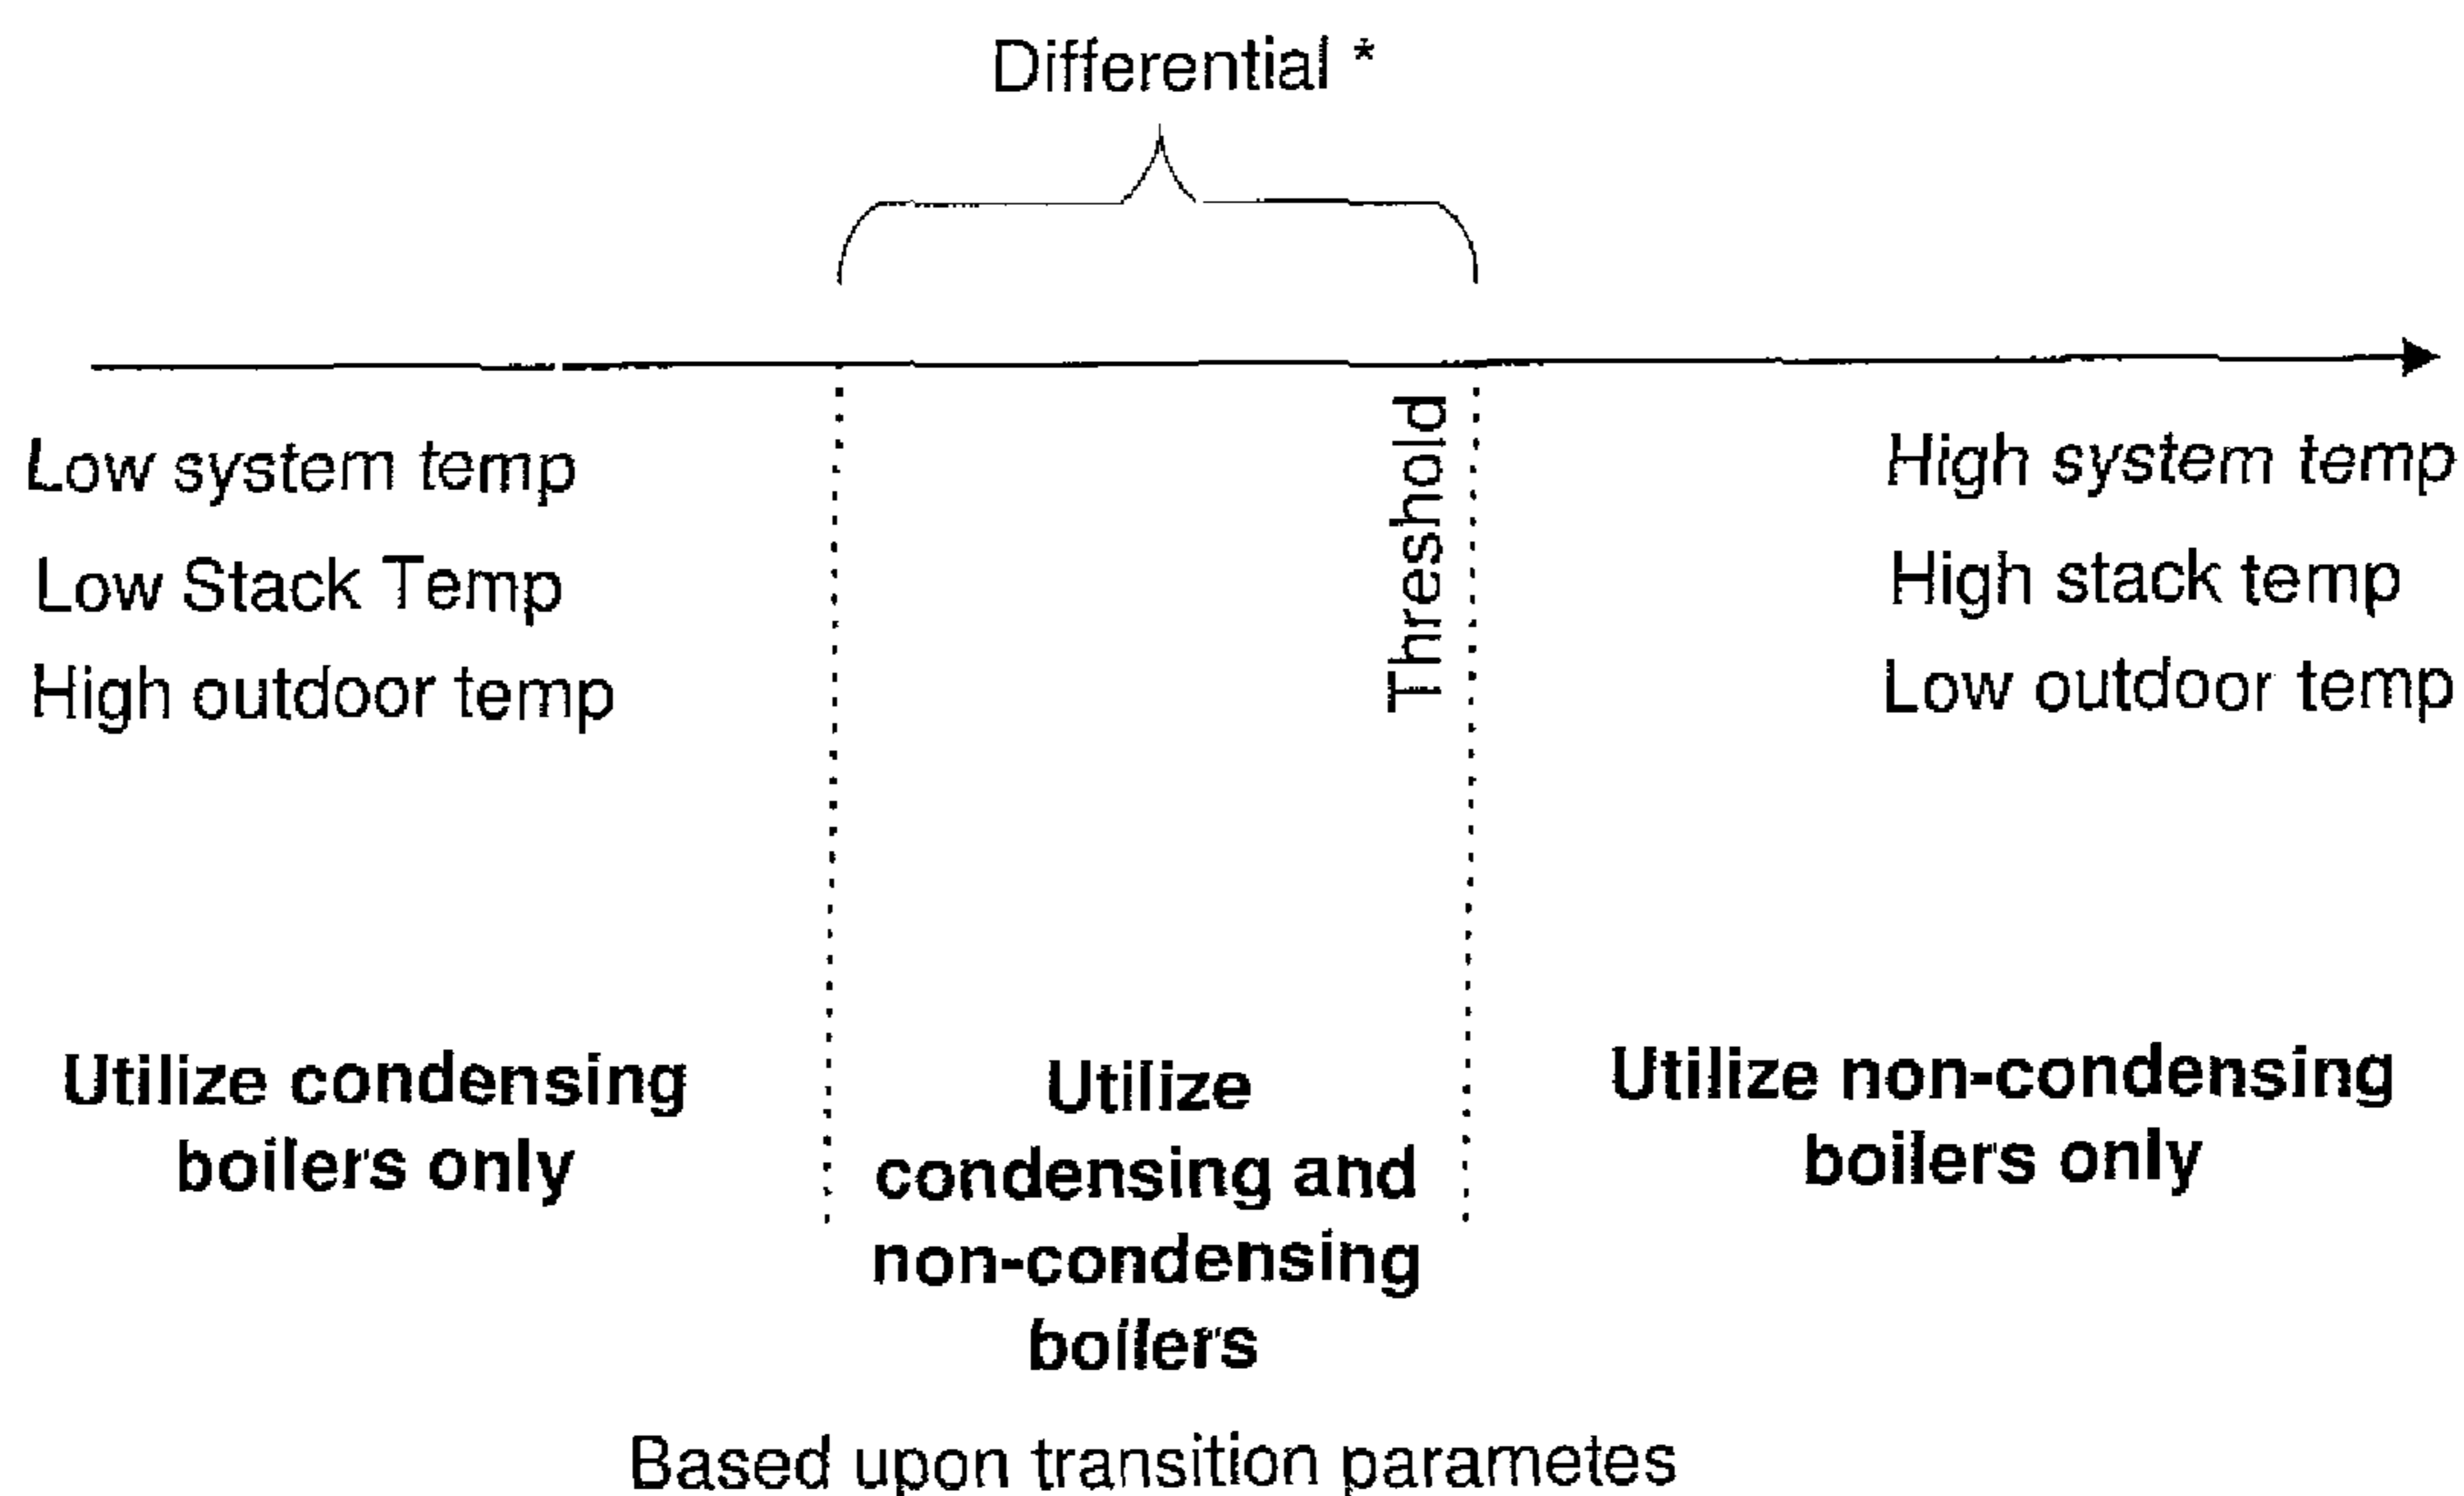 Differential *
Threshold
Low system temp
Low Stack Temp
High outdoor temp
High system temp
High stack temp
Low outdoor temp
Utilize condensing
boilers only
Utilize
condensing and
non-condensing
boilers
Utilize non-condensing
boilers only
Based upon transition parametes